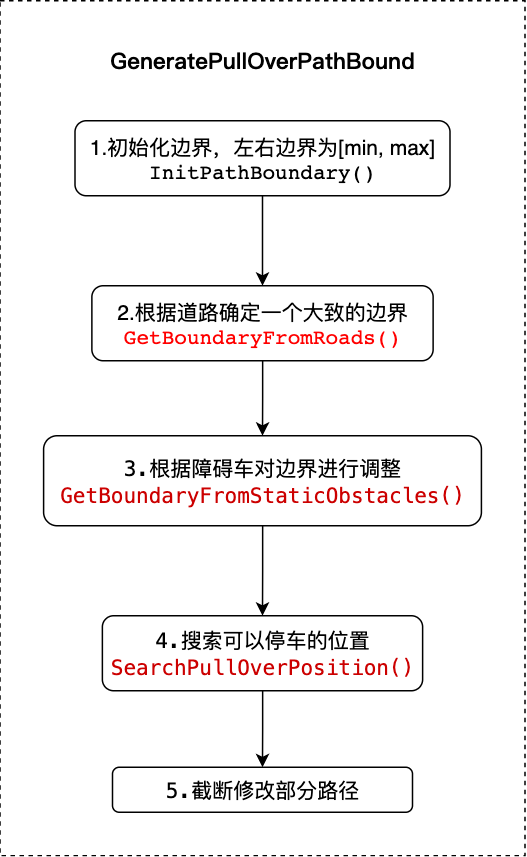 GeneratePullOverPathBound
1.初始化边界，左右边界为[min, max]
InitPathBoundary()
2.根据道路确定一个大致的边界
GetBoundaryFromRoads()
3.根据障碍车对边界进行调整
GetBoundaryFromStaticObstacles()
4.搜索可以停车的位置
SearchPullOverPosition()
5.截断修改部分路径